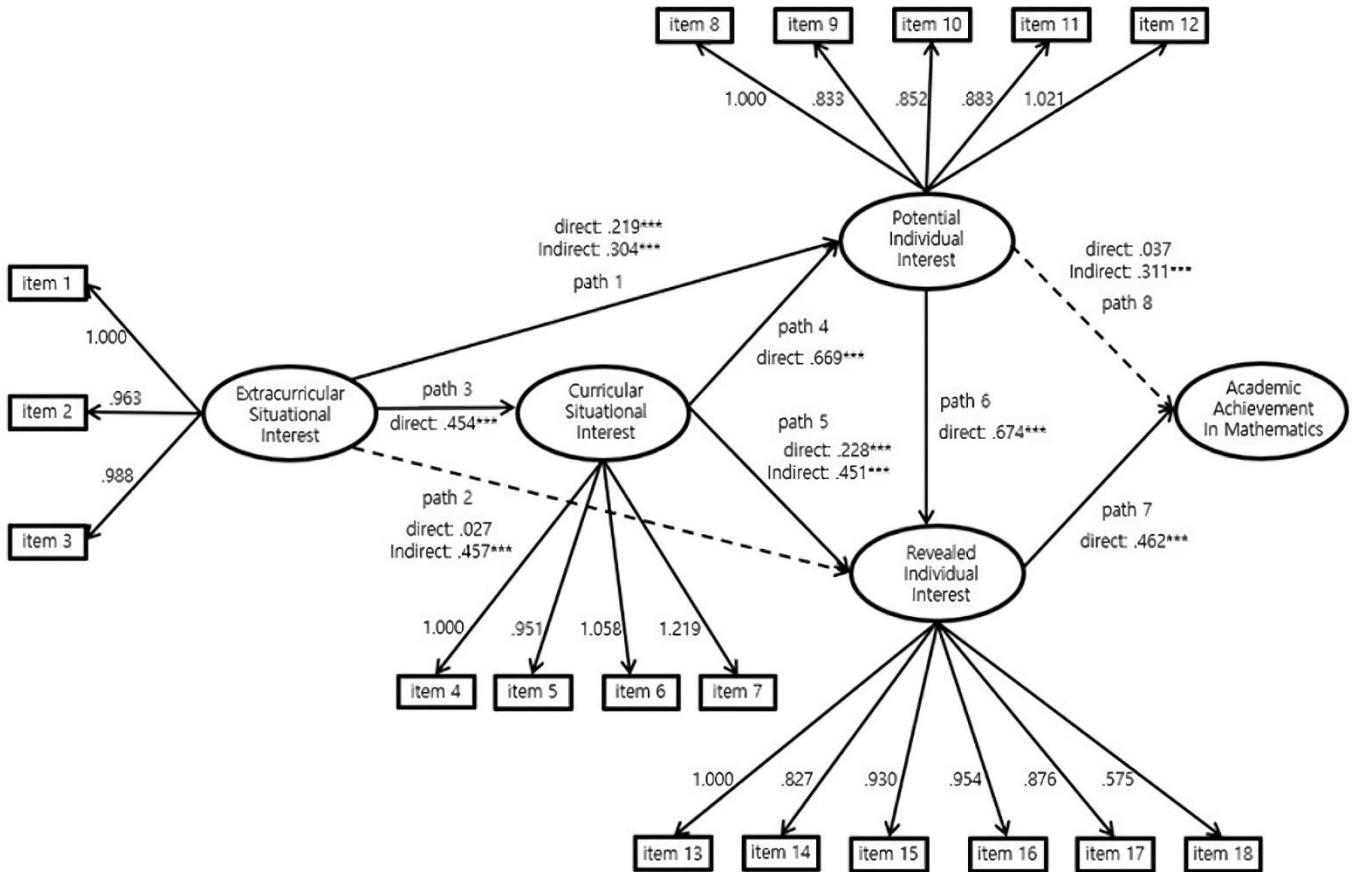 item 8
item 9
item 10
item 11
item 12
1.000
.833
.852
.883
1.021
Potential
Individual
Interest
direct: .219***
Indirect: .304***
path 1
direct: .037
Indirect: .311***
path 8
item 1
item 2
item 3
1.000
.963
.988
Extracurricular
Situational
Interest
path 3
direct: .454***
Curricular
Situational
Interest
path 4
direct: .669***
path 5
direct: .228***
Indirect: .451***
path 6
direct: .674***
Academic
Achievement
In Mathematics
path 2
direct: .027
Indirect: .457***
path 7
direct: .462***
Revealed
Individual
Interest
1.000
.951
1.058
1.219
item 4
item 5
item 6
item 7
1.000
.827
.930
.954
.876
.575
item 13
item 14
item 15
item 16
item 17
item 18